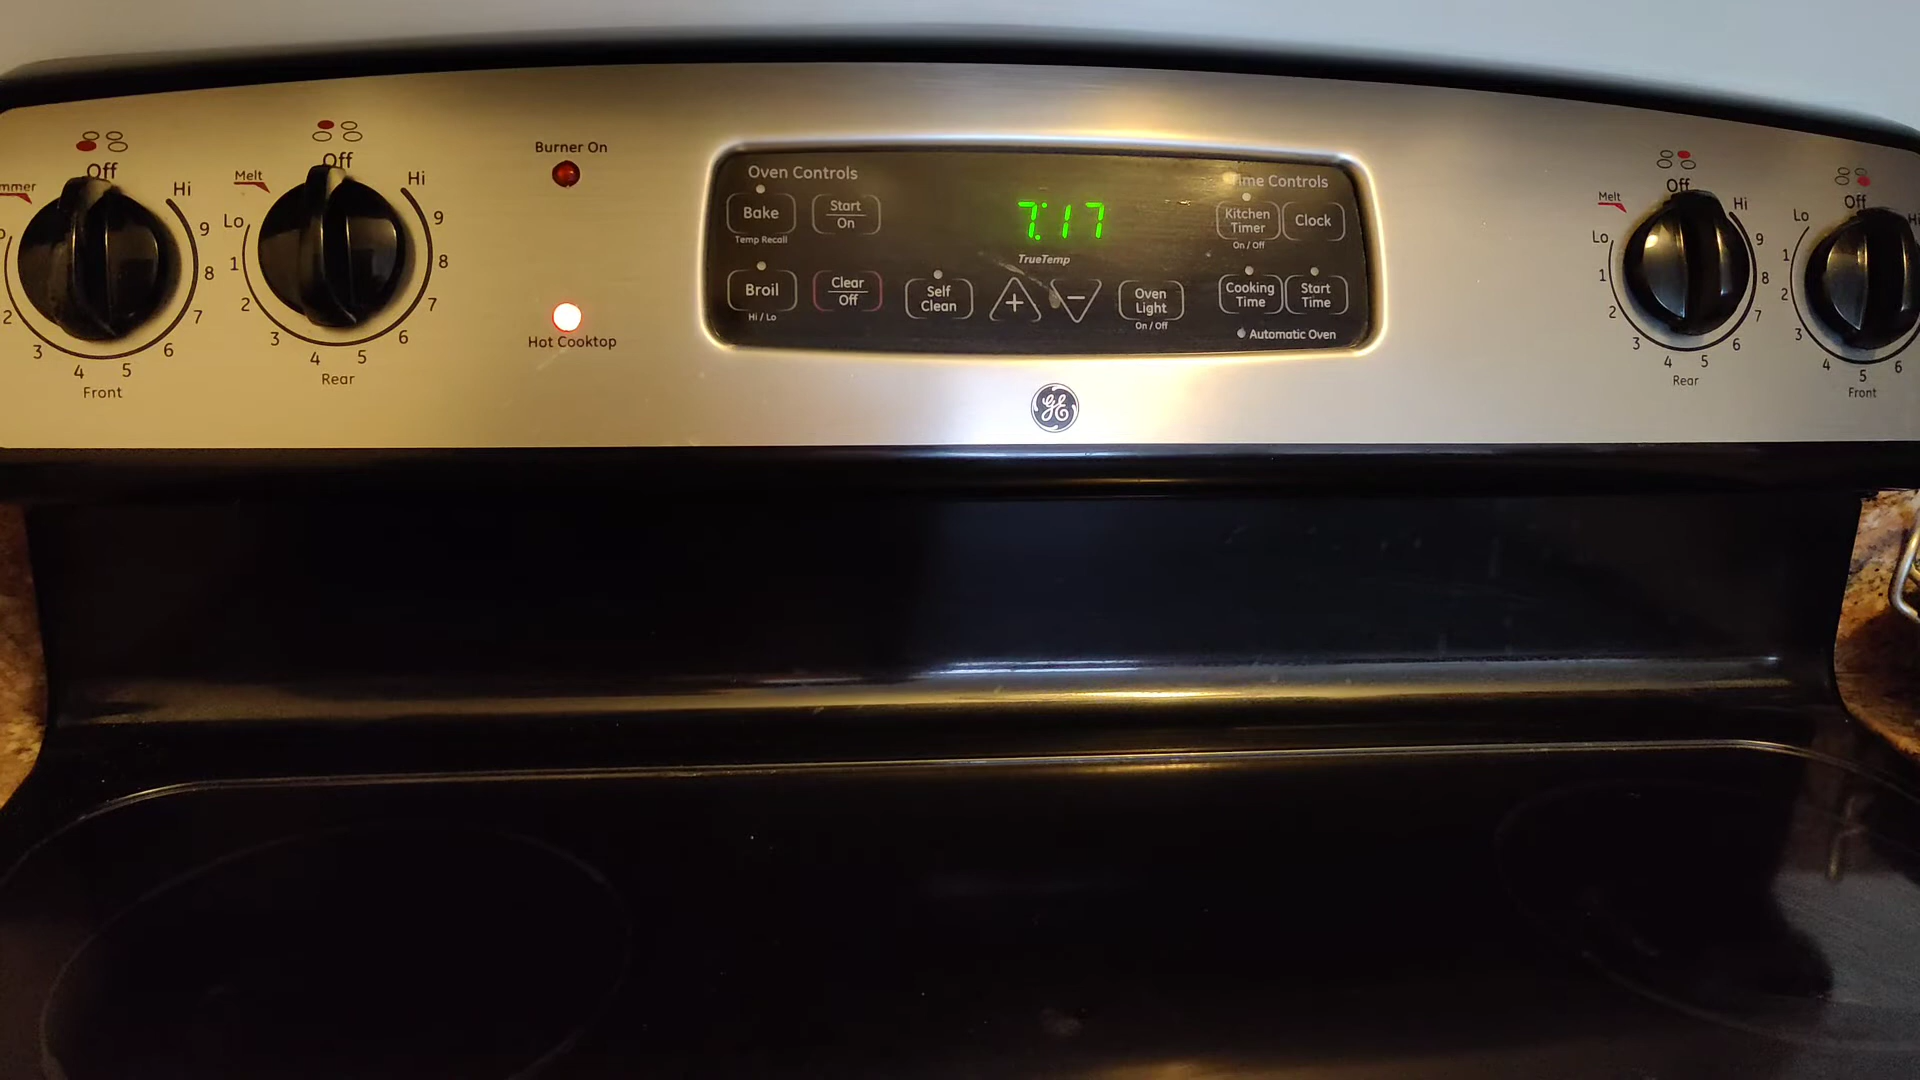 mmer
Off
Hi
9
8
7
6
5
4
3
2
Front
Melt
Off
Hi
Lo
9
1
8
2
7
3
6
4
5
Rear
Burner On
Hot Cooktop
Oven Controls
Bake
Temp Recall
Start
On
Broil
Hi / Lo
Clear
Off
Self
Clean
7:17
TrueTemp
+
−
Oven
Light
On / Off
Time Controls
Kitchen
Timer
On / Off
Clock
Cooking
Time
Start
Time
Automatic Oven
GE
Melt
Off
Hi
Lo
9
1
8
2
7
3
6
4
5
Rear
Off
Lo
Hi
1
2
3
4
5
6
Front